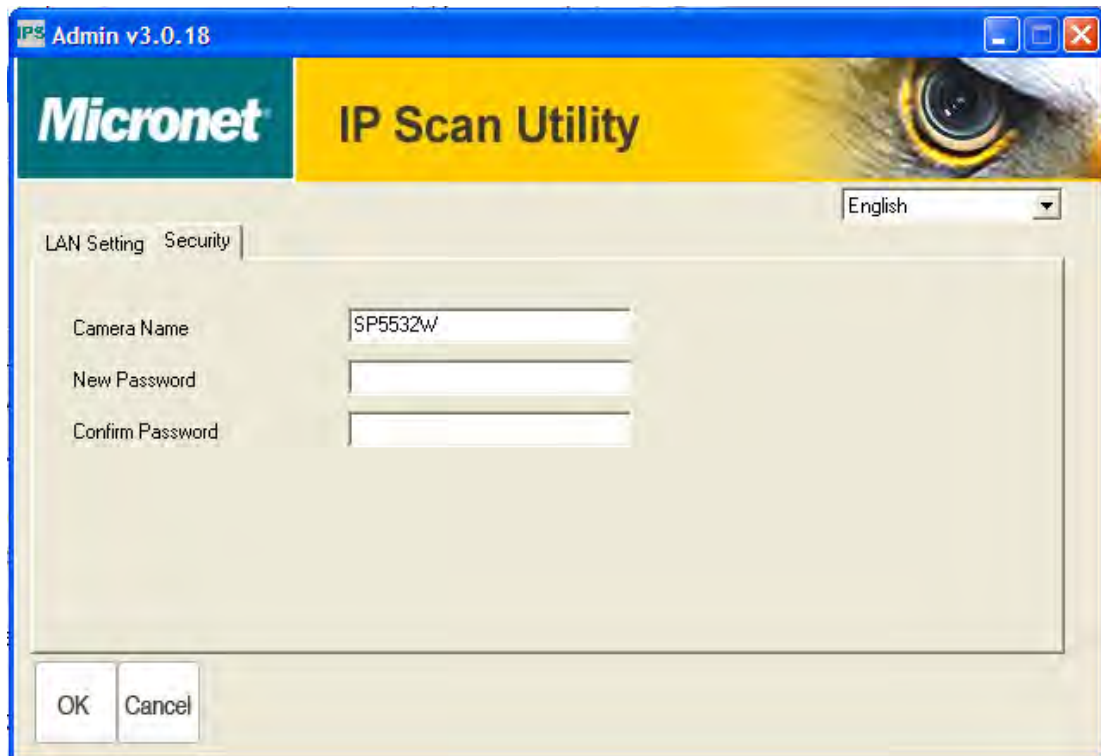 IPS Admin v3.0.18
Micronet IP Scan Utility
English
LAN Setting Security
Camera Name SP5532W
New Password
Confirm Password
OK Cancel